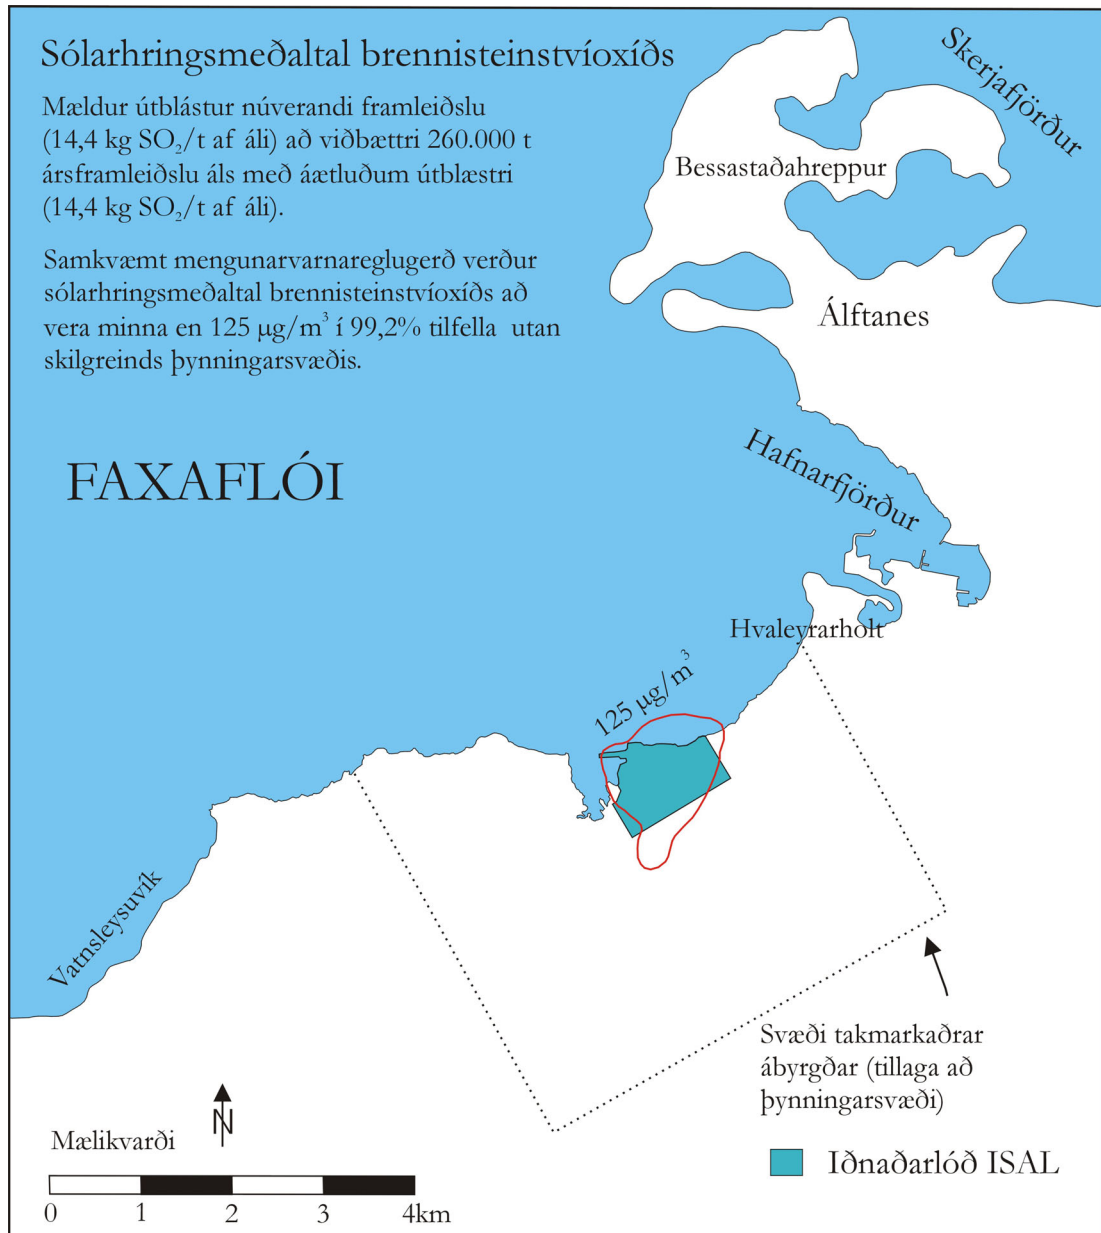 Sólarhringsmeðaltal brennisteinstvíoxíðs
Mældur útblástur núverandi framleiðslu
(14,4 kg SO₂/t af áli) að viðbættri 260.000 t
ársframleiðslu áls með áætluðum útblæstri
(14,4 kg SO₂/t af áli).
Samkvæmt mengunarvarnareglugerð verður
sólarhringsmeðaltal brennisteinstvíoxíðs að
vera minna en 125 µg/m³ í 99,2% tilfella utan
skilgreinds þynningarsvæðis.
Skerjafjörður
Bessastaðahreppur
Álftanes
FAXAFLÓI
Hafnarfjörður
Hvaleyrarholt
125 µg/m³
Vatnsleysuvík
Svæði takmarkaðrar
ábyrgðar (tillaga að
þynningarsvæði)
N
Mælikvarði
Iðnaðarlóð ISAL
0 1 2 3 4km